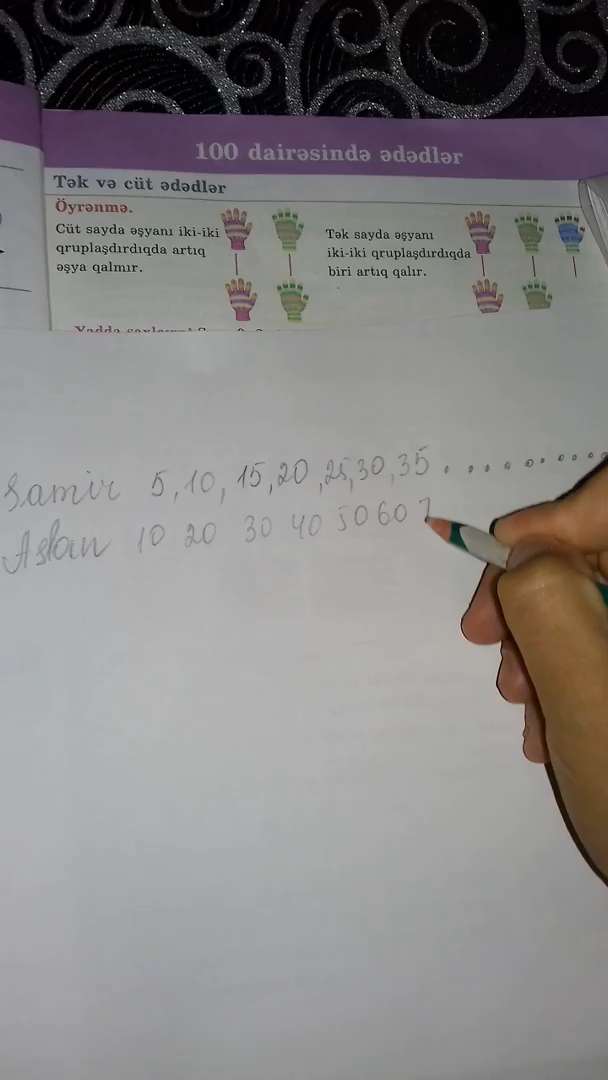 100 dairəsində ədədlər
Tək və cüt ədədlər
Öyrənmə.
Cüt sayda əşyanı iki-iki
qruplaşdırdıqda artıq
əşya qalmır.
Tək sayda əşyanı
iki-iki qruplaşdırdıqda
biri artıq qalır.
Samir 5, 10, 15, 20, 25, 30, 35 . . . . . . . . . .
Aslan 10 20 30 40 50 60 7